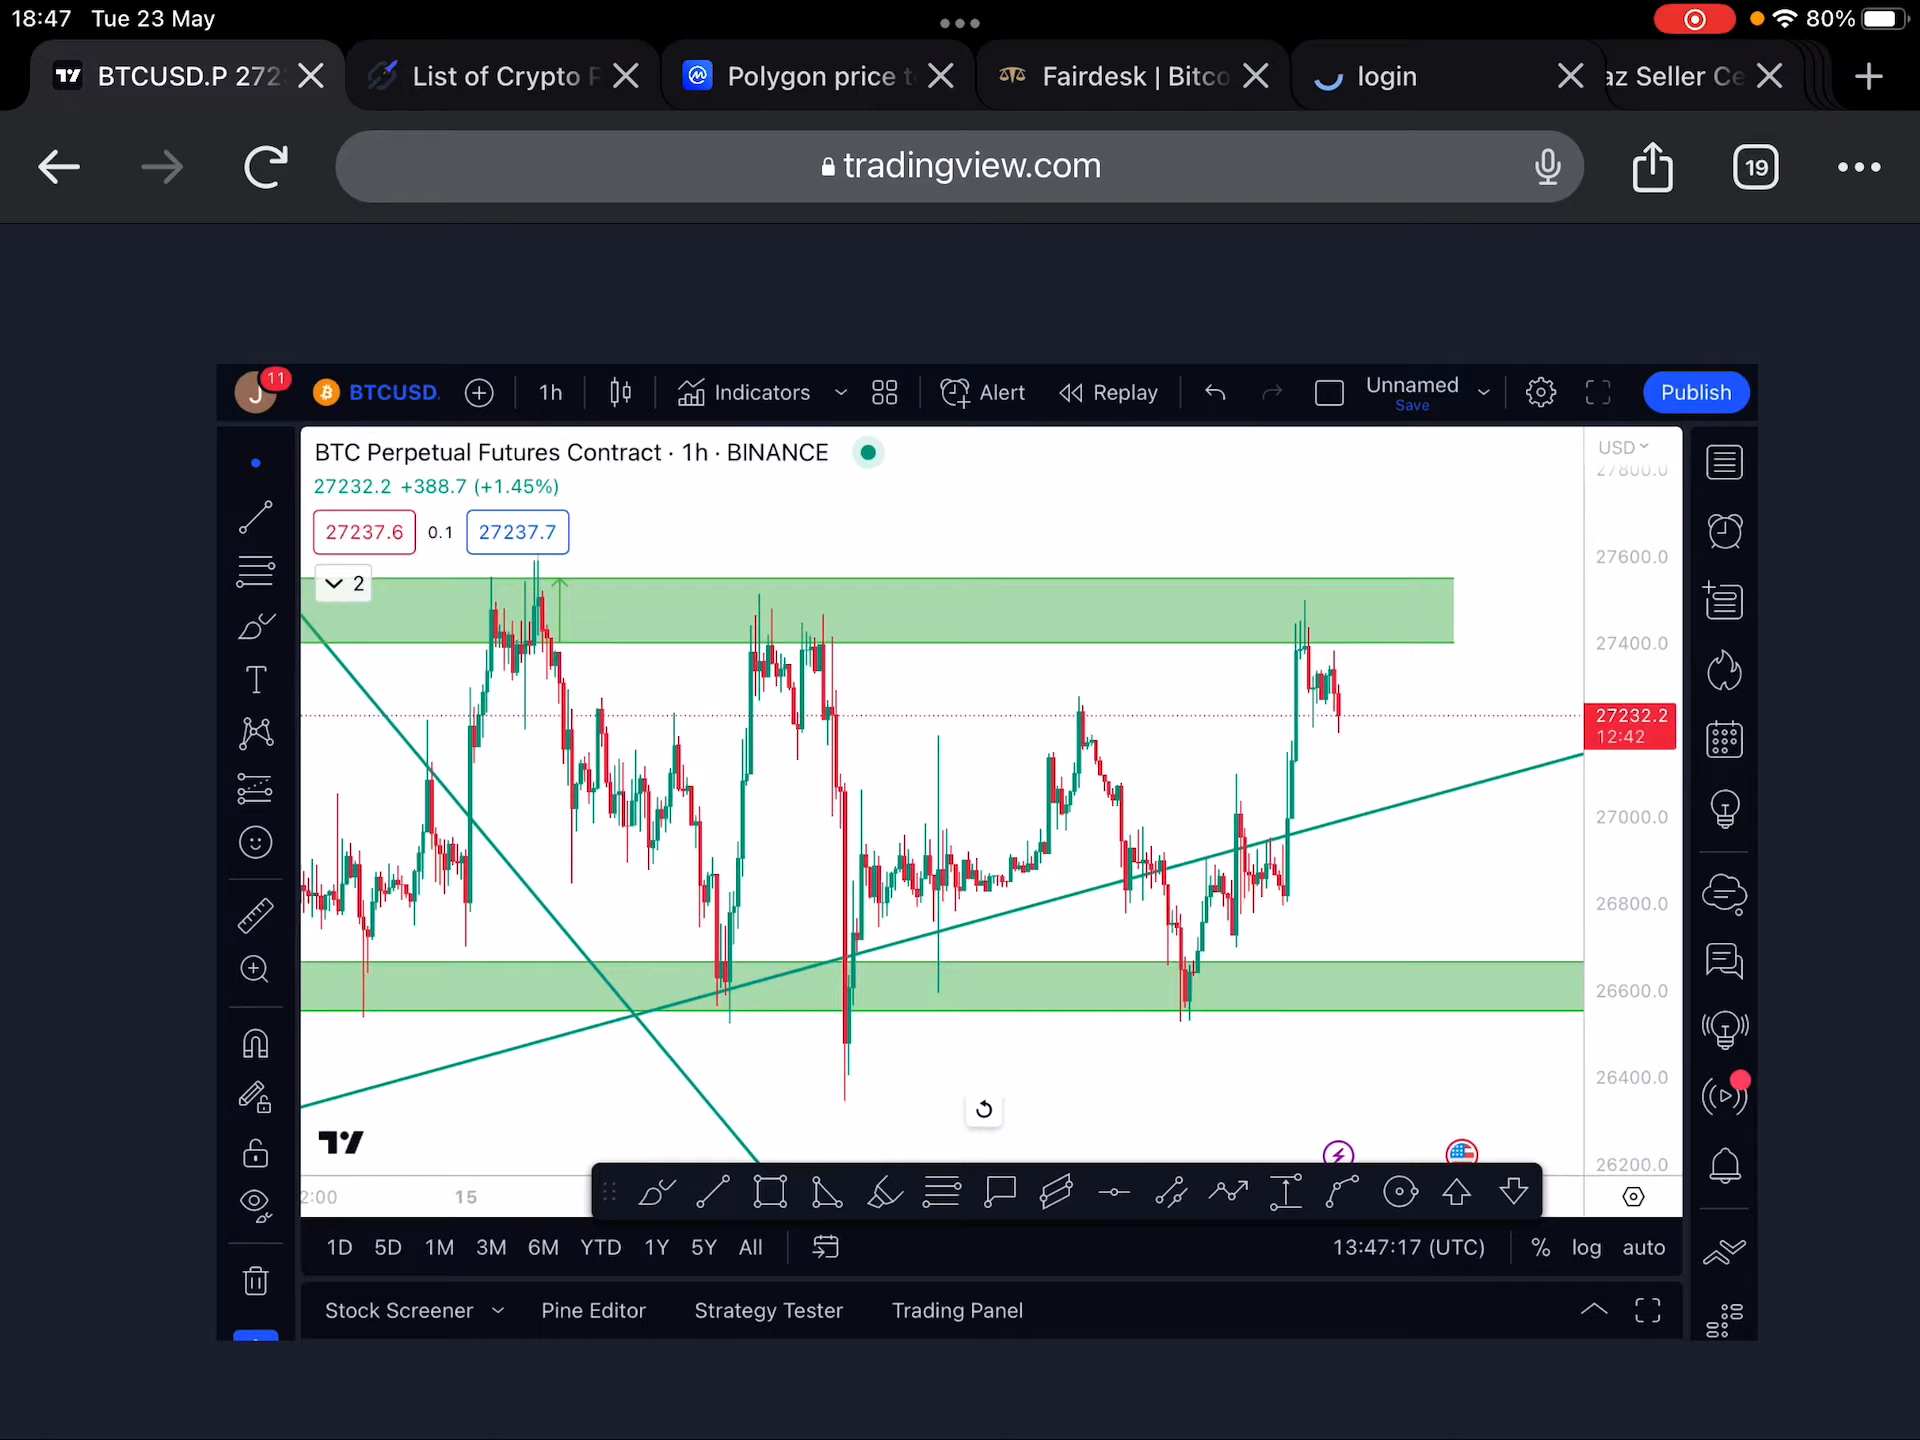 18:47 Tue 23 May
80%
BTCUSD.P 272
List of Crypto P
Polygon price t
Fairdesk | Bitco
login
az Seller Ce
tradingview.com
19
J
11
BTCUSD.
1h
Indicators
Alert
Replay
Unnamed
Save
Publish
BTC Perpetual Futures Contract · 1h · BINANCE
27232.2 +388.7 (+1.45%)
27237.6 0.1 27237.7
2
USD
27800.0
27600.0
27400.0
27232.2
12:42
27000.0
26800.0
26600.0
26400.0
26200.0
2:00
15
1D 5D 1M 3M 6M YTD 1Y 5Y All
13:47:17 (UTC)
% log auto
Stock Screener
Pine Editor
Strategy Tester
Trading Panel